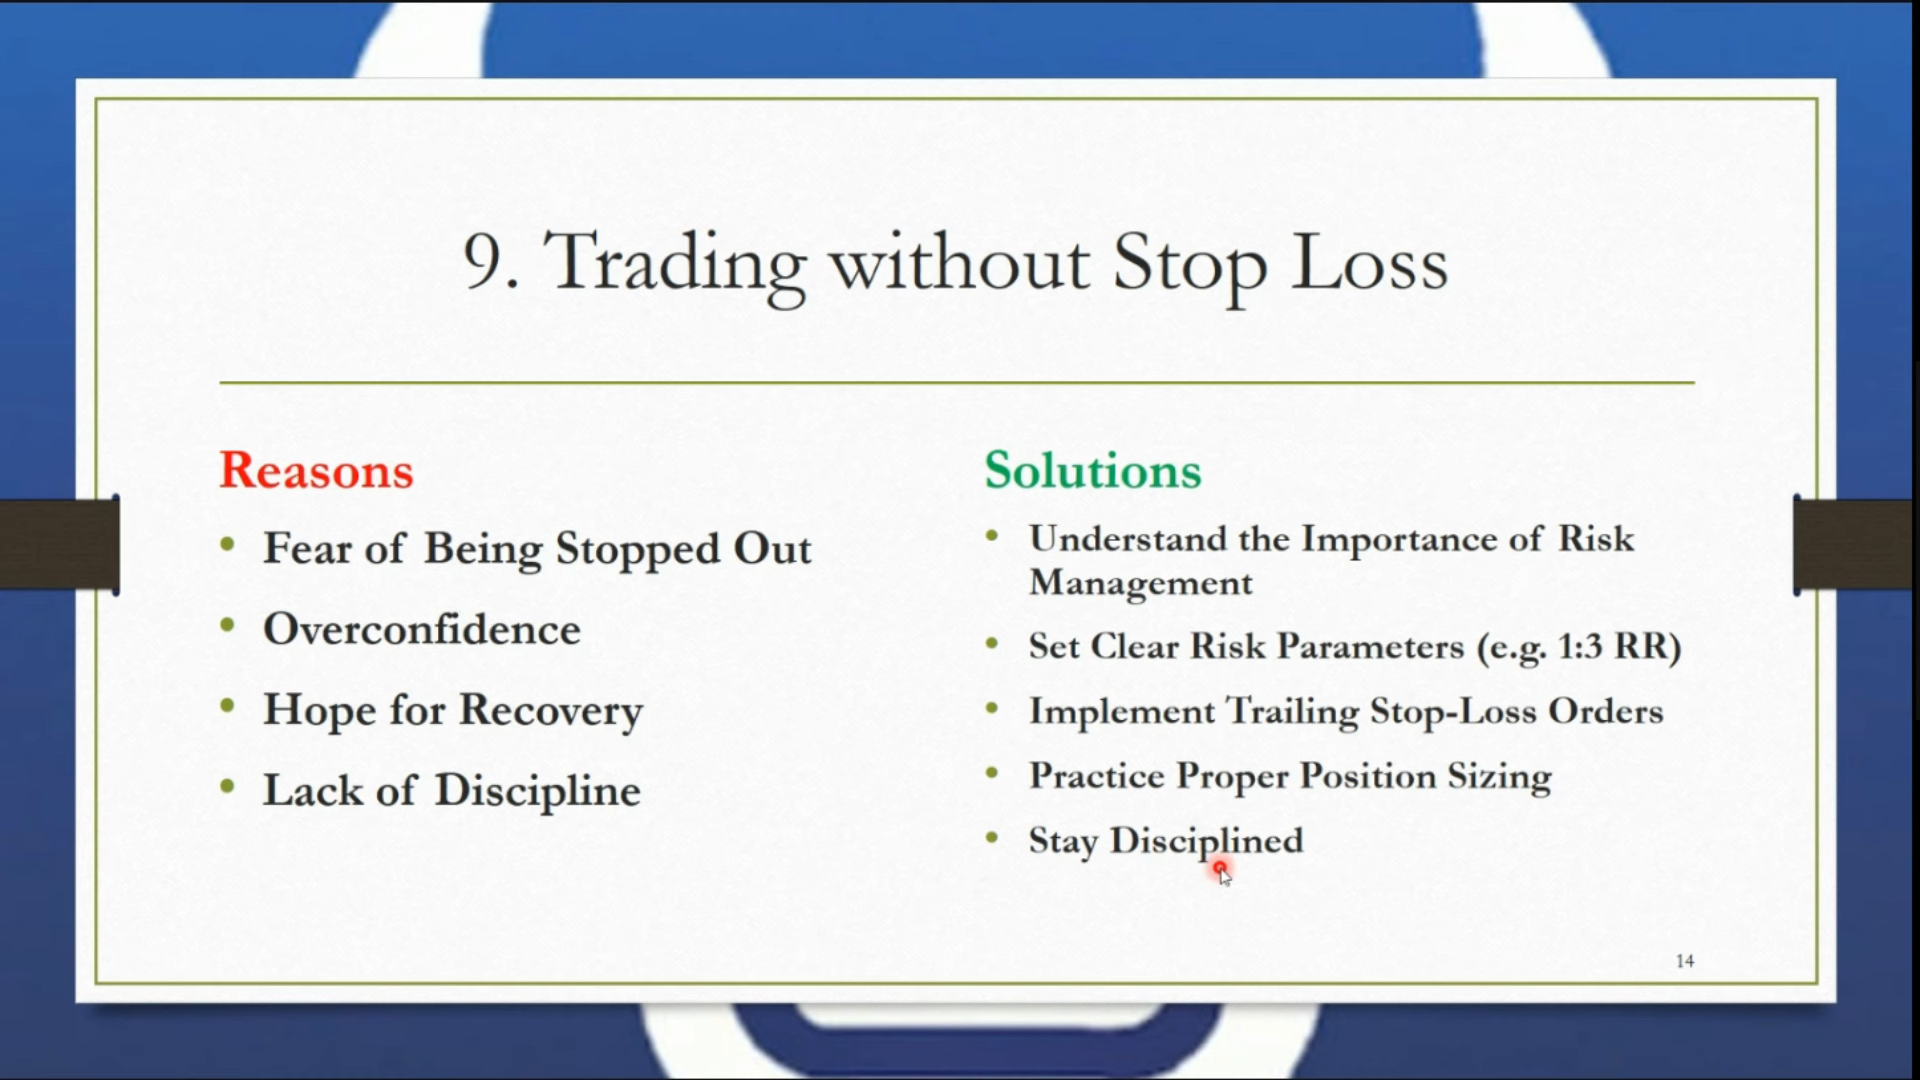 9. Trading without Stop Loss
Reasons
• Fear of Being Stopped Out
• Overconfidence
• Hope for Recovery
• Lack of Discipline
Solutions
• Understand the Importance of Risk
Management
• Set Clear Risk Parameters (e.g. 1:3 RR)
• Implement Trailing Stop-Loss Orders
• Practice Proper Position Sizing
• Stay Disciplined
14